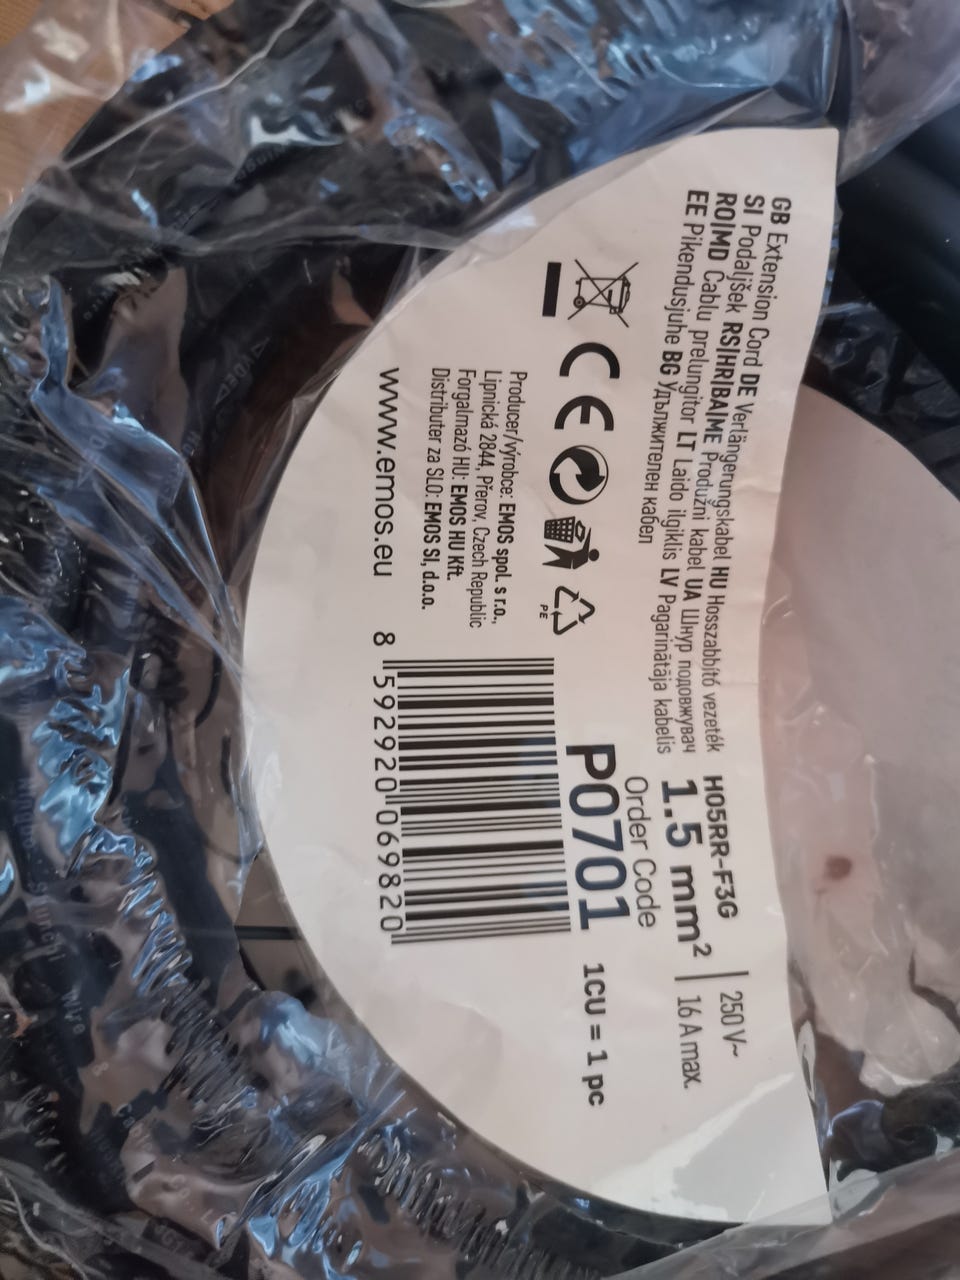 GB Extension Cord DE Verlängerungskabel HU Hosszabbító vezeték
SI Podaljšek RS|HR|BA|ME Produžni kabel UA Шнур подовжувач
RO|MD Cablu prelungitor LT Laido ilgiklis LV Pagarinātāja kabelis
EE Pikendusjuhe BG Удължителен кабел
H05RR-F3G
1.5 mm²
250 V~
16 A max.
Order Code
P0701
1CU = 1 pc
CE
PE
Producer/výrobce: EMOS spol. s r.o.,
Lipnická 2844, Přerov, Czech Republic
Forgalmazó HU: EMOS HU Kft.
Distributer za SLO: EMOS SI, d.o.o.
www.emos.eu
8 592920 069820